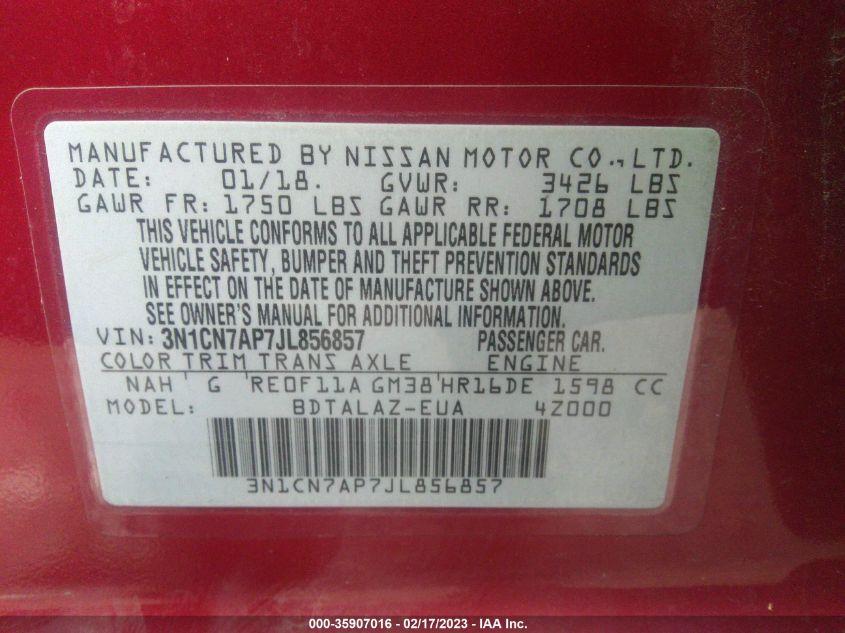 MANUFACTURED BY NISSAN MOTOR CO., LTD.
DATE: 01/18. GVWR: 3426 LBS
GAWR FR: 1750 LBS GAWR RR: 1708 LBS
THIS VEHICLE CONFORMS TO ALL APPLICABLE FEDERAL MOTOR
VEHICLE SAFETY, BUMPER AND THEFT PREVENTION STANDARDS
IN EFFECT ON THE DATE OF MANUFACTURE SHOWN ABOVE.
SEE OWNER'S MANUAL FOR ADDITIONAL INFORMATION.
VIN: 3N1CN7AP7JL856857 PASSENGER CAR.
COLOR TRIM TRANS AXLE ENGINE
NAH G RE0F11A GM38 HR16DE 1598 CC
MODEL: BDTALAZ-EUA 4Z000
3N1CN7AP7JL856857
000-35907016 - 02/17/2023 - IAA Inc.